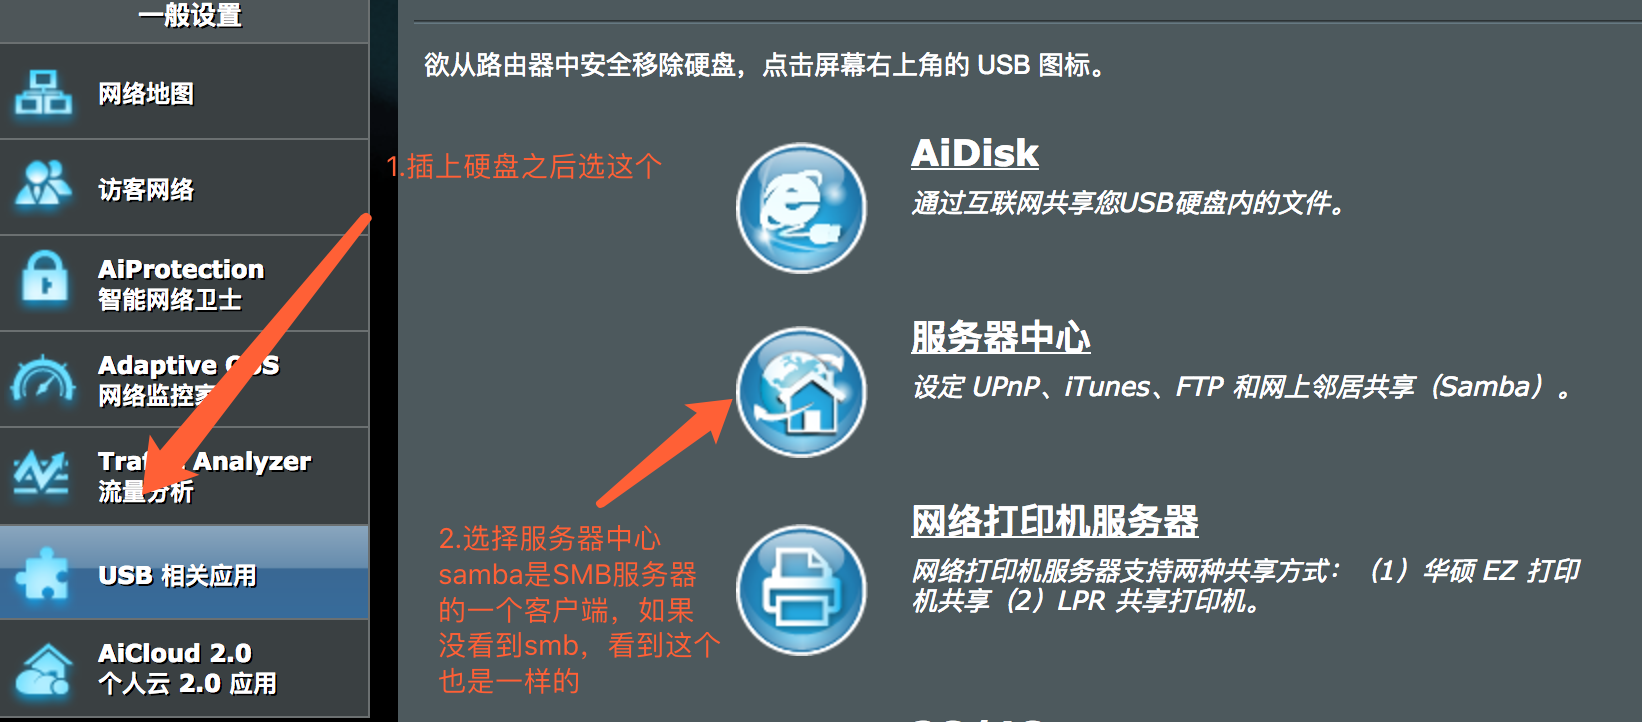 一般设置
网络地图
访客网络
AiProtection
智能网络卫士
Adaptive
网络监控
Analyzer
流量分析
USB 相关应用
AiCloud 2.0
个人云 2.0 应用
欲从路由器中安全移除硬盘，点击屏幕右上角的 USB 图标。
1.插上硬盘之后选这个
AiDisk
通过互联网共享您USB硬盘内的文件。
服务器中心
设定 UPnP、iTunes、FTP 和网上邻居共享（Samba）。
2.选择服务器中心
samba是SMB服务器
的一个客户端，如果
没看到smb，看到这个
也是一样的
网络打印机服务器
网络打印机服务器支持两种共享方式：（1）华硕 EZ 打印
机共享（2）LPR 共享打印机。